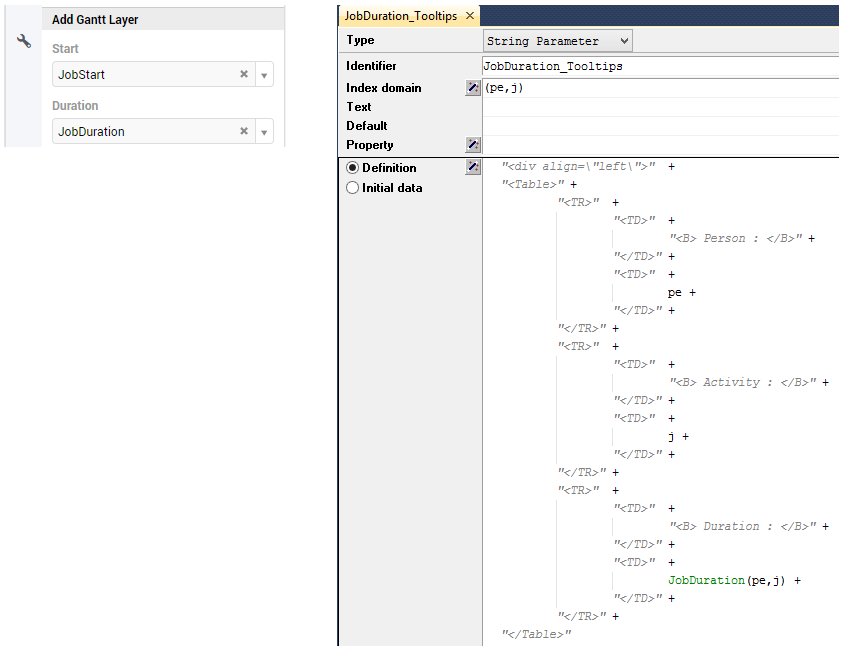 Add Gantt Layer
Start
JobStart
Duration
JobDuration
JobDuration_Tooltips
Type String Parameter
Identifier JobDuration_Tooltips
Index domain (pe,j)
Text
Default
Property
Definition
Initial data
"<div align=\"left\">" +
"<Table>" +
"<TR>" +
"<TD>" +
"<B> Person : </B>" +
"</TD>" +
"<TD>" +
pe +
"</TD>" +
"</TR>" +
"<TR>" +
"<TD>" +
"<B> Activity : </B>" +
"</TD>" +
"<TD>" +
j +
"</TD>" +
"</TR>" +
"<TR>" +
"<TD>" +
"<B> Duration : </B>" +
"</TD>" +
"<TD>" +
JobDuration(pe,j) +
"</TD>" +
"</TR>" +
"</Table>"